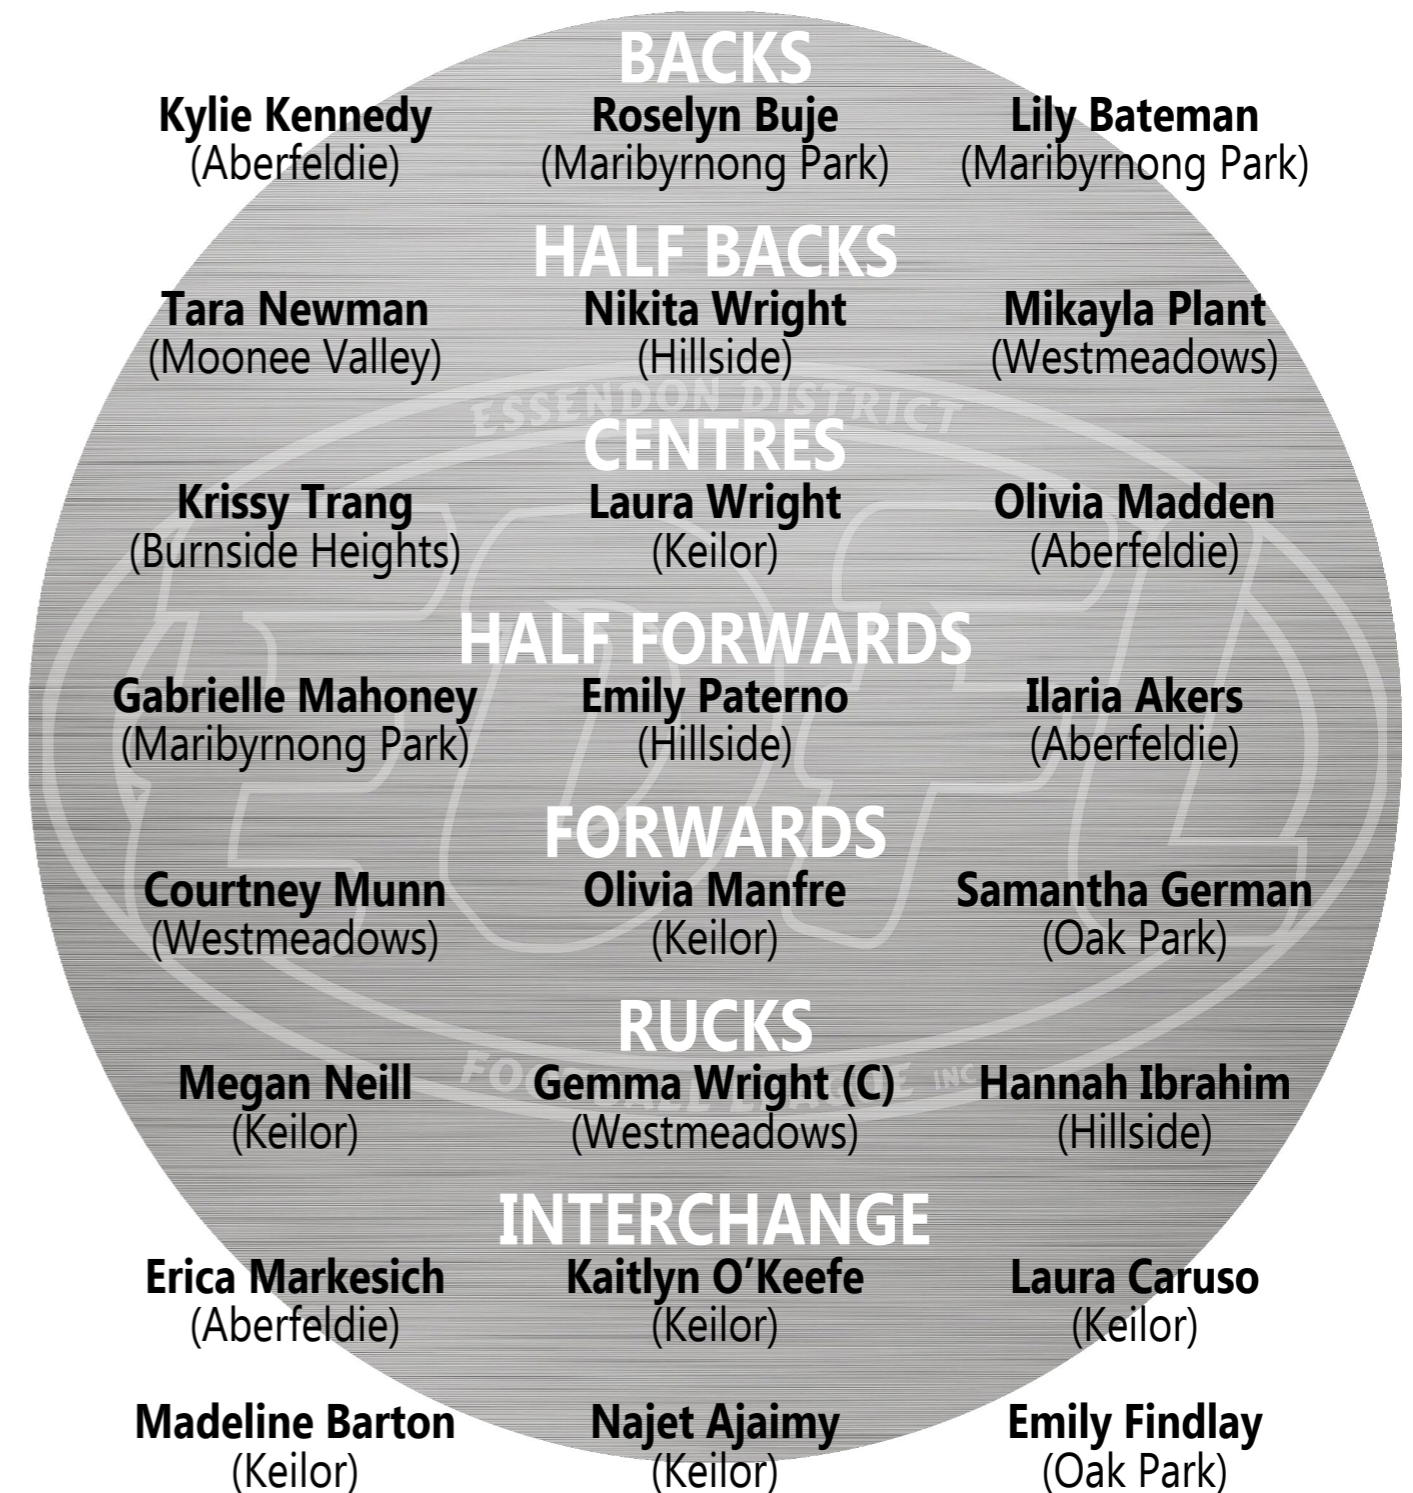 BACKS
Kylie Kennedy Roselyn Buje Lily Bateman
(Aberfeldie) (Maribyrnong Park) (Maribyrnong Park)
HALF BACKS
Tara Newman Nikita Wright Mikayla Plant
(Moonee Valley) (Hillside) (Westmeadows)
ESSENDON DISTRICT
CENTRES
Krissy Trang Laura Wright Olivia Madden
(Burnside Heights) (Keilor) (Aberfeldie)
EDFL
HALF FORWARDS
Gabrielle Mahoney Emily Paterno Ilaria Akers
(Maribyrnong Park) (Hillside) (Aberfeldie)
FORWARDS
Courtney Munn Olivia Manfre Samantha German
(Westmeadows) (Keilor) (Oak Park)
RUCKS
FOOTBALL LEAGUE INC
Megan Neill Gemma Wright (C) Hannah Ibrahim
(Keilor) (Westmeadows) (Hillside)
INTERCHANGE
Erica Markesich Kaitlyn O’Keefe Laura Caruso
(Aberfeldie) (Keilor) (Keilor)
Madeline Barton Najet Ajaimy Emily Findlay
(Keilor) (Keilor) (Oak Park)